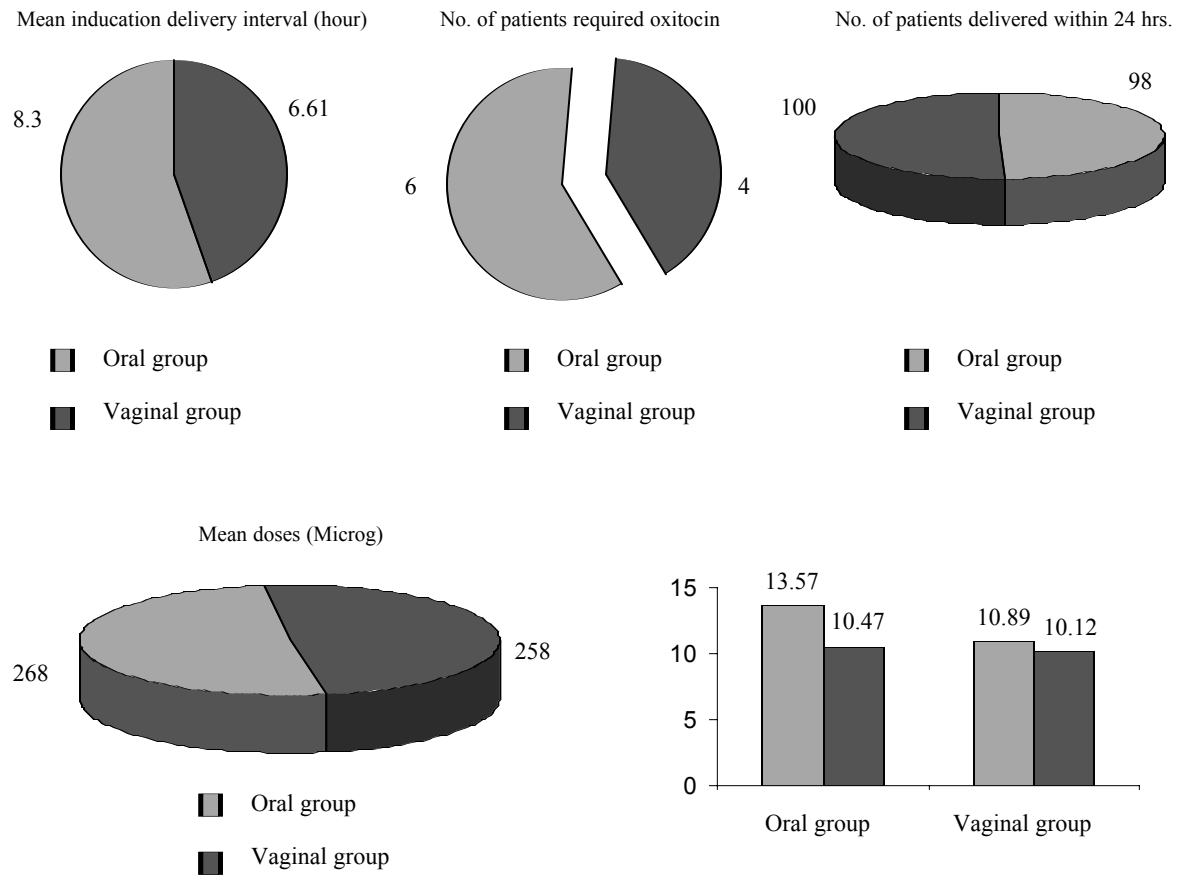 Mean inducation delivery interval (hour)
8.3
6.61
Oral group
Vaginal group
No. of patients required oxitocin
6
4
Oral group
Vaginal group
No. of patients delivered within 24 hrs.
100
98
Oral group
Vaginal group
Mean doses (Microg)
268
258
Oral group
Vaginal group
15
10
5
0
13.57
10.47
10.89
10.12
Oral group
Vaginal group